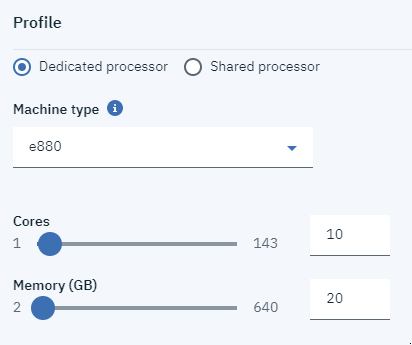 Profile
Dedicated processor Shared processor
Machine type i
e880
Cores
1 143 10
Memory (GB)
2 640 20